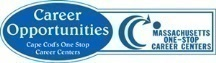 Career
Opportunities
Cape Cod's One Stop
Career Centers
MASSACHUSETTS
ONE-STOP
CAREER CENTERS